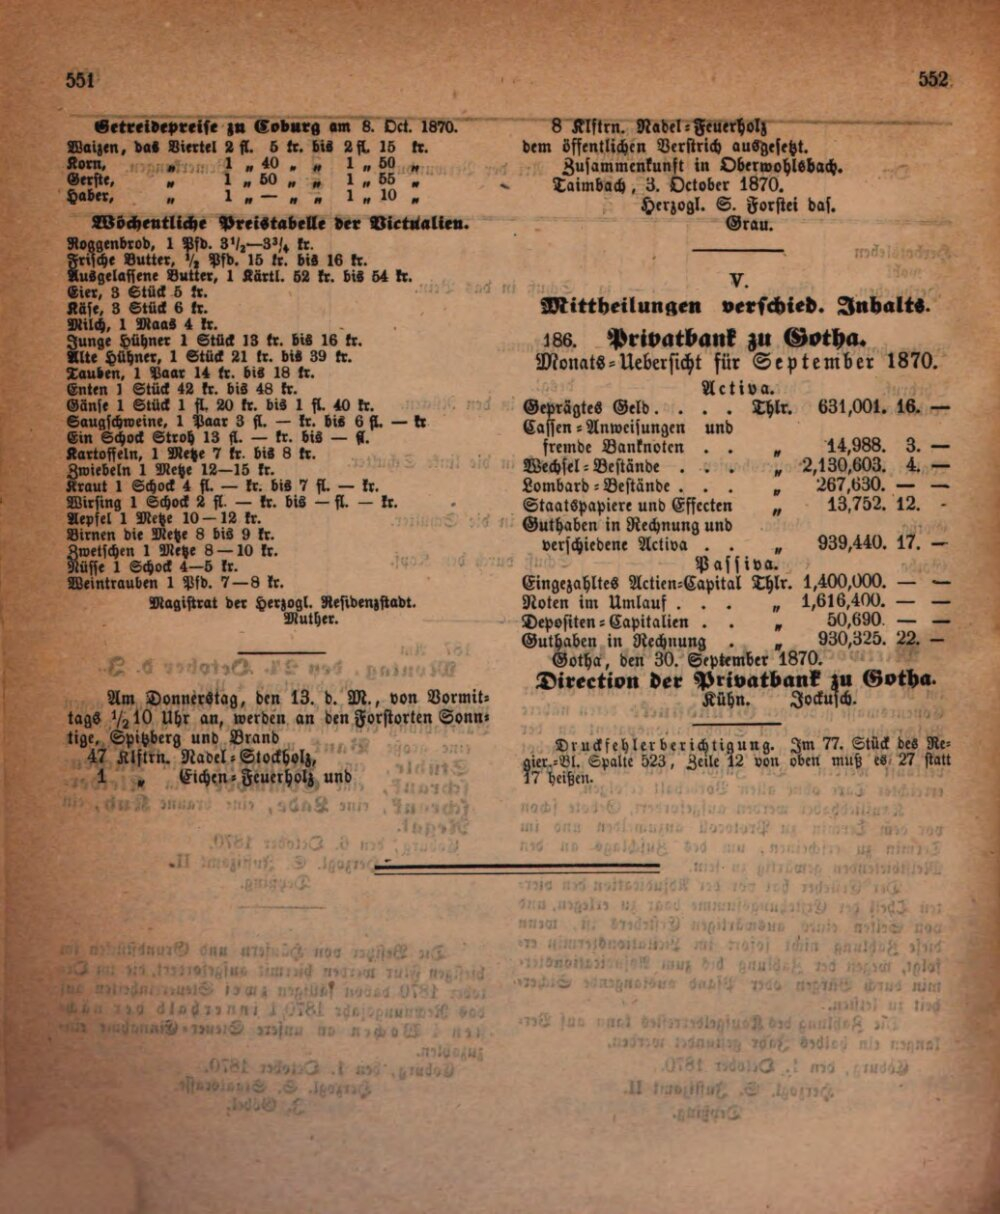 551
Getreidepreise zu Coburg am 8. Oct. 1870.
Waizen, das Viertel 2 fl. 5 kr. bis 2 fl. 15 kr.
Korn, „ 1 „ 40 „ „ 1 „ 50 „
Gerste, „ 1 „ 50 „ „ 1 „ 55 „
Haber, „ 1 „ — „ „ 1 „ 10 „
Wöchentliche Preistabelle der Victualien.
Roggenbrod, 1 Pfd. 3½—3¾ kr.
Frische Butter, ½ Pfd. 15 kr. bis 16 kr.
Ausgelassene Butter, 1 Kärtl. 52 kr. bis 54 kr.
Eier, 3 Stück 5 kr.
Käse, 3 Stück 6 kr.
Milch, 1 Maas 4 kr.
Junge Hühner 1 Stück 13 kr. bis 16 kr.
Alte Hühner, 1 Stück 21 kr. bis 39 kr.
Tauben, 1 Paar 14 kr. bis 18 kr.
Enten 1 Stück 42 kr. bis 48 kr.
Gänse 1 Stück 1 fl. 20 kr. bis 1 fl. 40 kr.
Saugschweine, 1 Paar 3 fl. — kr. bis 6 fl. — kr
Ein Schock Stroh 13 fl. — kr. bis — fl.
Kartoffeln, 1 Metze 7 kr. bis 8 kr.
Zwiebeln 1 Metze 12—15 kr.
Kraut 1 Schock 4 fl. — kr. bis 7 fl. — kr.
Wirsing 1 Schock 2 fl. — kr. bis — fl. — kr.
Aepfel 1 Metze 10—12 kr.
Birnen die Metze 8 bis 9 kr.
Zwetschen 1 Metze 8—10 kr.
Nüsse 1 Schock 4—5 kr.
Weintrauben 1 Pfd. 7—8 kr.
Magistrat der Herzogl. Residenzstadt.
Muther.
Am Donnerstag, den 13. d. M., von Vormit-
tags ½10 Uhr an, werden an den Forstorten Sonn-
tige, Spitzberg und Brand
47 Klftrn. Nadel-Stockholz,
1 „ Eichen-Feuerholz und
552
8 Klftrn. Nadel-Feuerholz
dem öffentlichen Verstrich ausgesetzt.
Zusammenkunft in Oberwohlsbach.
Taimbach, 3. October 1870.
Herzogl. S. Forstei das.
Grau.
V.
Mittheilungen verschied. Inhalts.
186. Privatbank zu Gotha.
Monats-Uebersicht für September 1870.
Activa.
Geprägtes Geld. . . . Thlr. 631,001. 16. —
Cassen-Anweisungen und
fremde Banknoten . . „ 14,988. 3. —
Wechsel-Bestände . . . „ 2,130,603. 4. —
Lombard-Bestände . . . „ 267,630. — —
Staatspapiere und Effecten „ 13,752. 12. -
Guthaben in Rechnung und
verschiedene Activa . . „ 939,440. 17. —
Passiva.
Eingezahltes Actien-Capital Thlr. 1,400,000. — —
Noten im Umlauf . . . „ 1,616,400. — —
Depositen-Capitalien . . „ 50,690. — —
Guthaben in Rechnung . „ 930,325. 22. —
Gotha, den 30. September 1870.
Direction der Privatbank zu Gotha.
Kühn. Jockusch.
Druckfehlerberichtigung. Im 77. Stück des Re-
gier.-Bl. Spalte 523, Zeile 12 von oben muß es 27 statt
17 heißen.